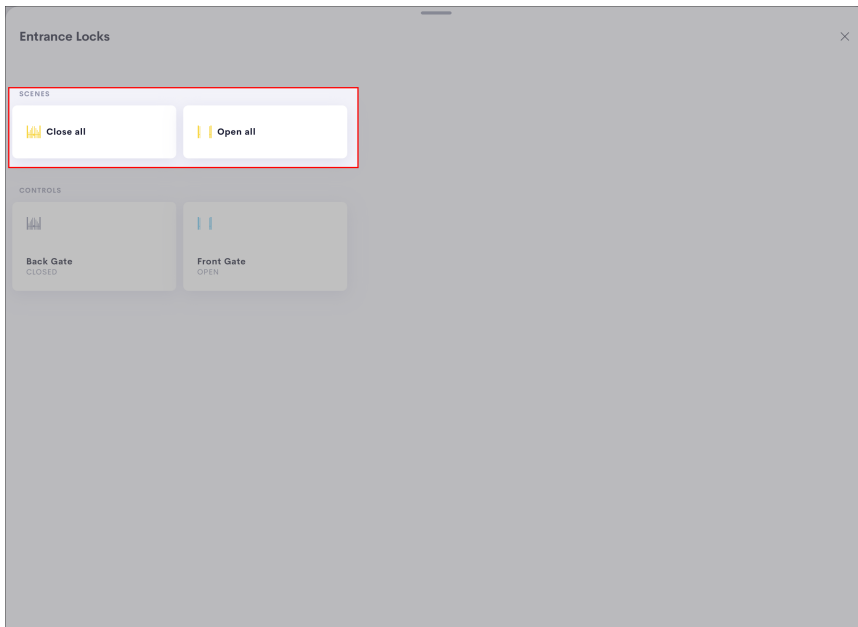 Entrance Locks
SCENES
Close all
Open all
CONTROLS
Back Gate
CLOSED
Front Gate
OPEN